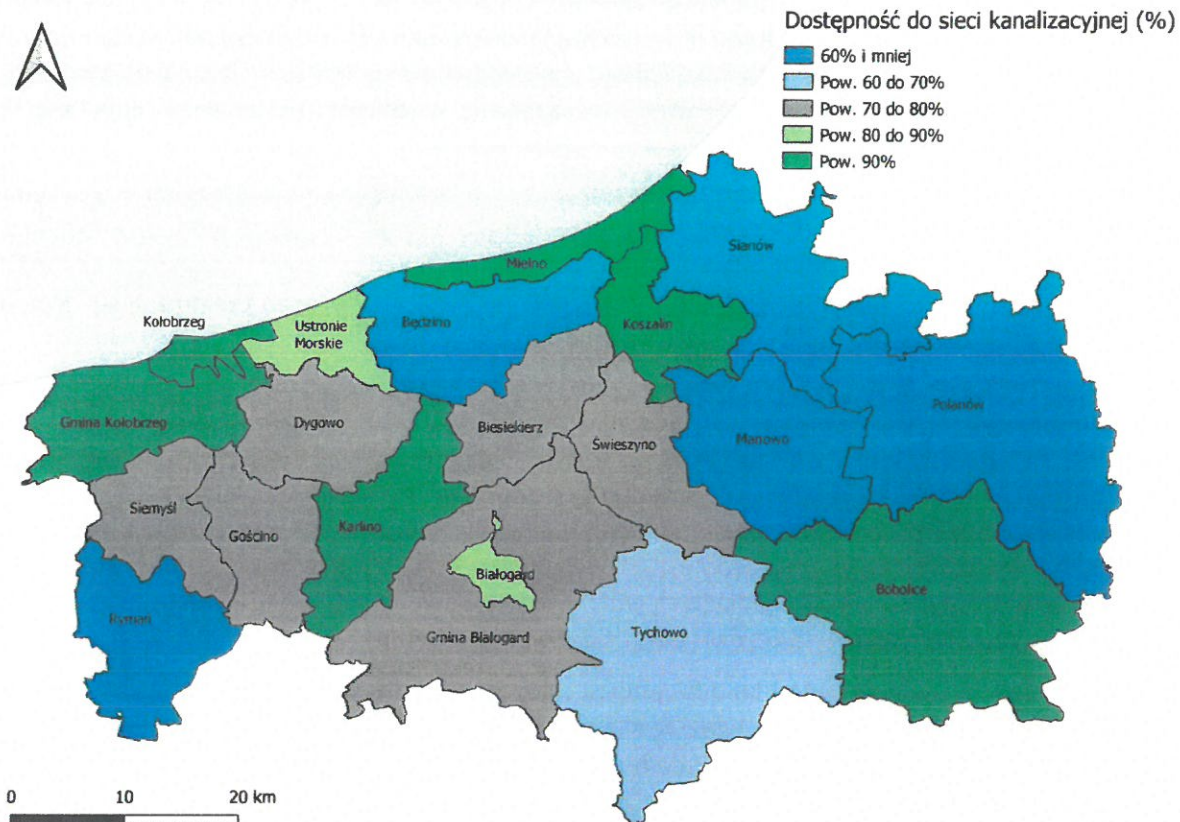 Dostępność do sieci kanalizacyjnej (%)
60% i mniej
Pow. 60 do 70%
Pow. 70 do 80%
Pow. 80 do 90%
Pow. 90%
Sianów
Mielno
Kołobrzeg
Ustronie
Morskie
Będzino
Koszalin
Gmina Kołobrzeg
Dygowo
Biesiekierz
Świeszyno
Manowo
Polanów
Siemyśl
Gościno
Karlino
Białogard
Bobolice
Rymań
Gmina Białogard
Tychowo
0 10 20 km